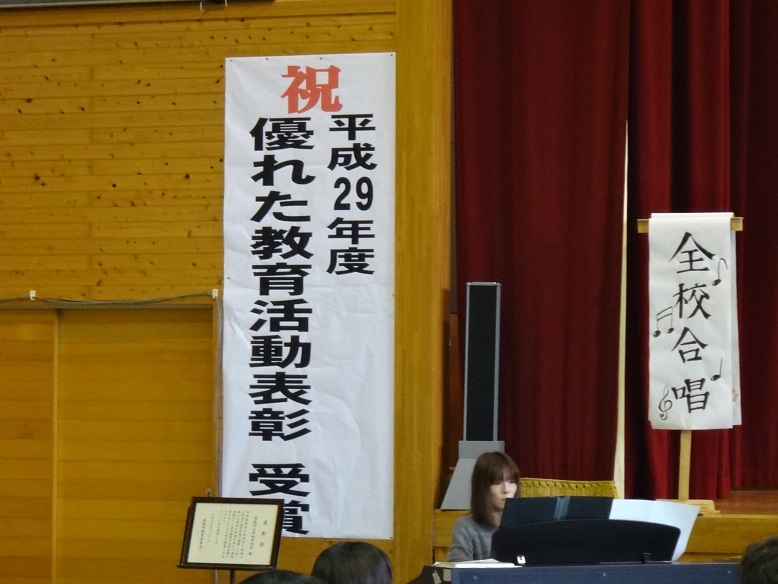 祝
平成29年度
優れた教育活動表彰 受賞
全校合唱